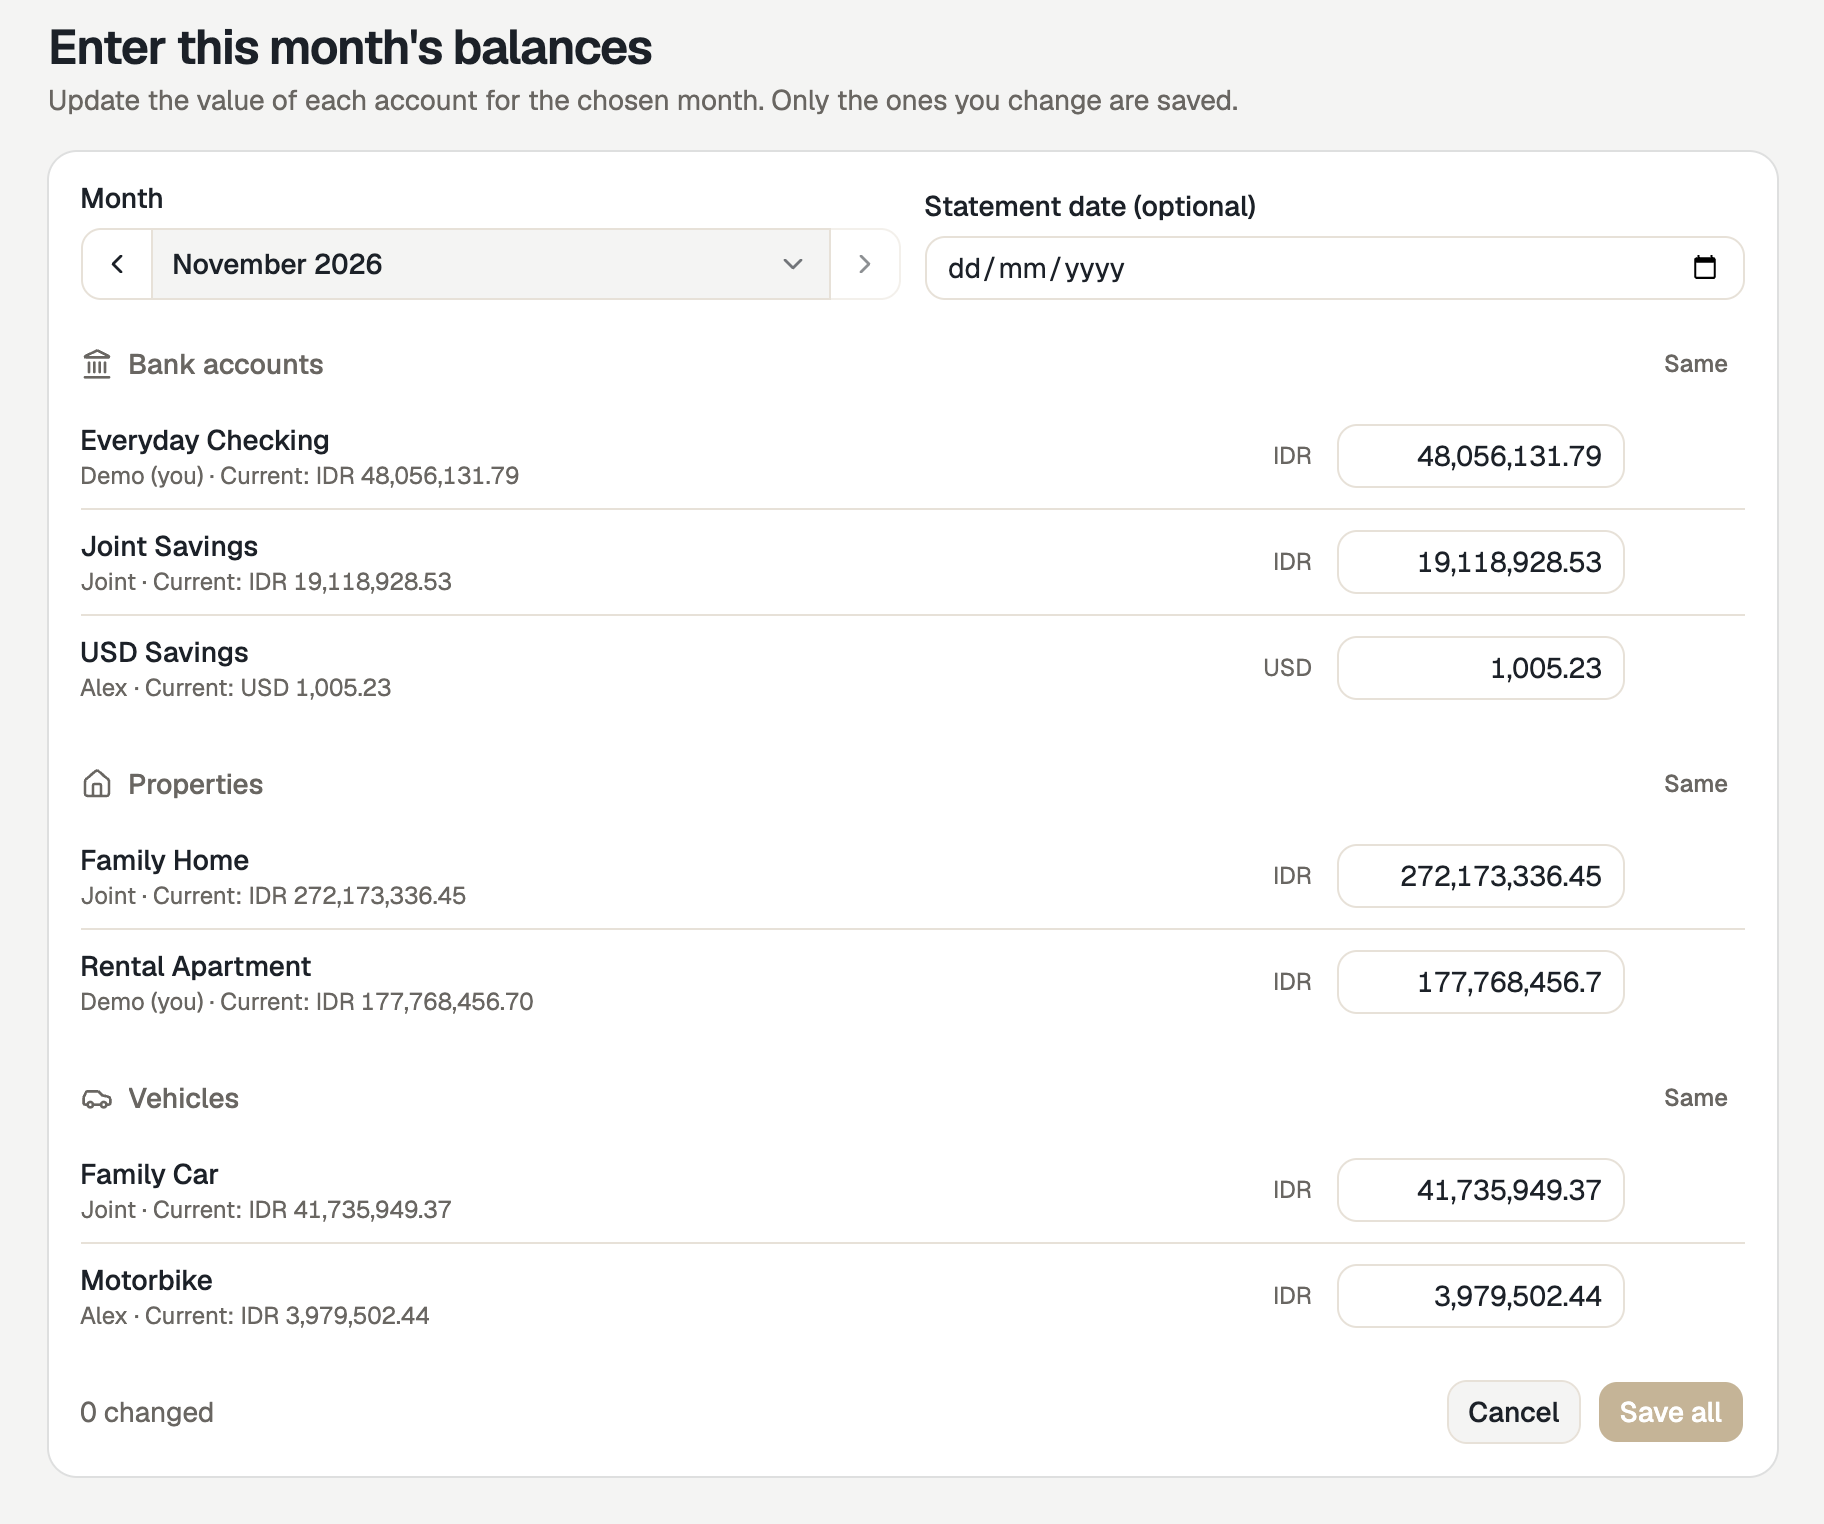 Enter this month's balances
Update the value of each account for the chosen month. Only the ones you change are saved.
Month
Statement date (optional)
November 2026
dd/mm/yyyy
Bank accounts
Same
Everyday Checking
Demo (you) · Current: IDR 48,056,131.79
IDR
48,056,131.79
Joint Savings
Joint · Current: IDR 19,118,928.53
IDR
19,118,928.53
USD Savings
Alex · Current: USD 1,005.23
USD
1,005.23
Properties
Same
Family Home
Joint · Current: IDR 272,173,336.45
IDR
272,173,336.45
Rental Apartment
Demo (you) · Current: IDR 177,768,456.70
IDR
177,768,456.7
Vehicles
Same
Family Car
Joint · Current: IDR 41,735,949.37
IDR
41,735,949.37
Motorbike
Alex · Current: IDR 3,979,502.44
IDR
3,979,502.44
0 changed
Cancel
Save all